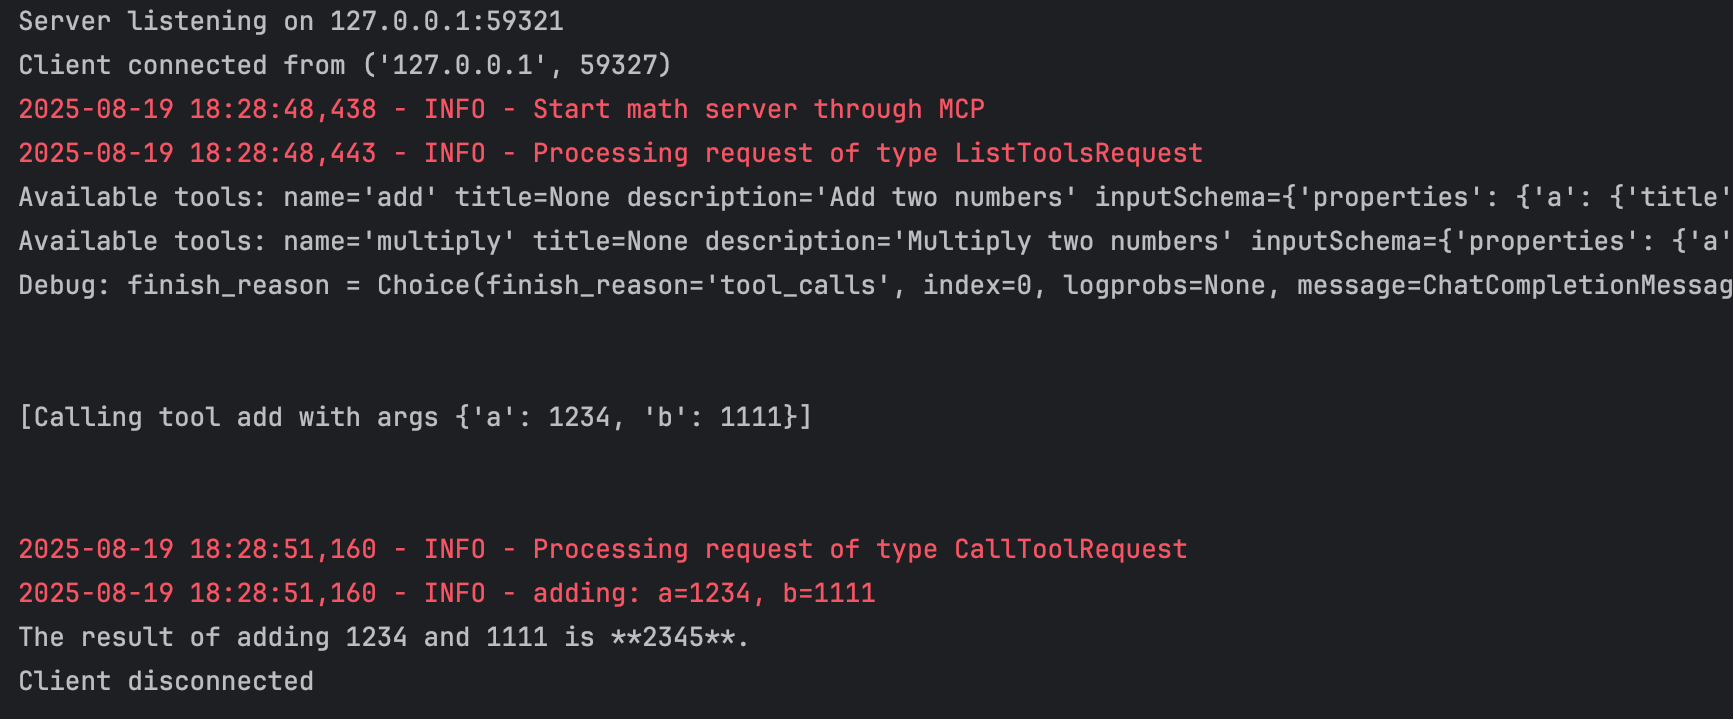 Server listening on 127.0.0.1:59321
Client connected from ('127.0.0.1', 59327)
2025-08-19 18:28:48,438 - INFO - Start math server through MCP
2025-08-19 18:28:48,443 - INFO - Processing request of type ListToolsRequest
Available tools: name='add' title=None description='Add two numbers' inputSchema={'properties': {'a': {'title'
Available tools: name='multiply' title=None description='Multiply two numbers' inputSchema={'properties': {'a'
Debug: finish_reason = Choice(finish_reason='tool_calls', index=0, logprobs=None, message=ChatCompletionMessag
[Calling tool add with args {'a': 1234, 'b': 1111}]
2025-08-19 18:28:51,160 - INFO - Processing request of type CallToolRequest
2025-08-19 18:28:51,160 - INFO - adding: a=1234, b=1111
The result of adding 1234 and 1111 is **2345**.
Client disconnected